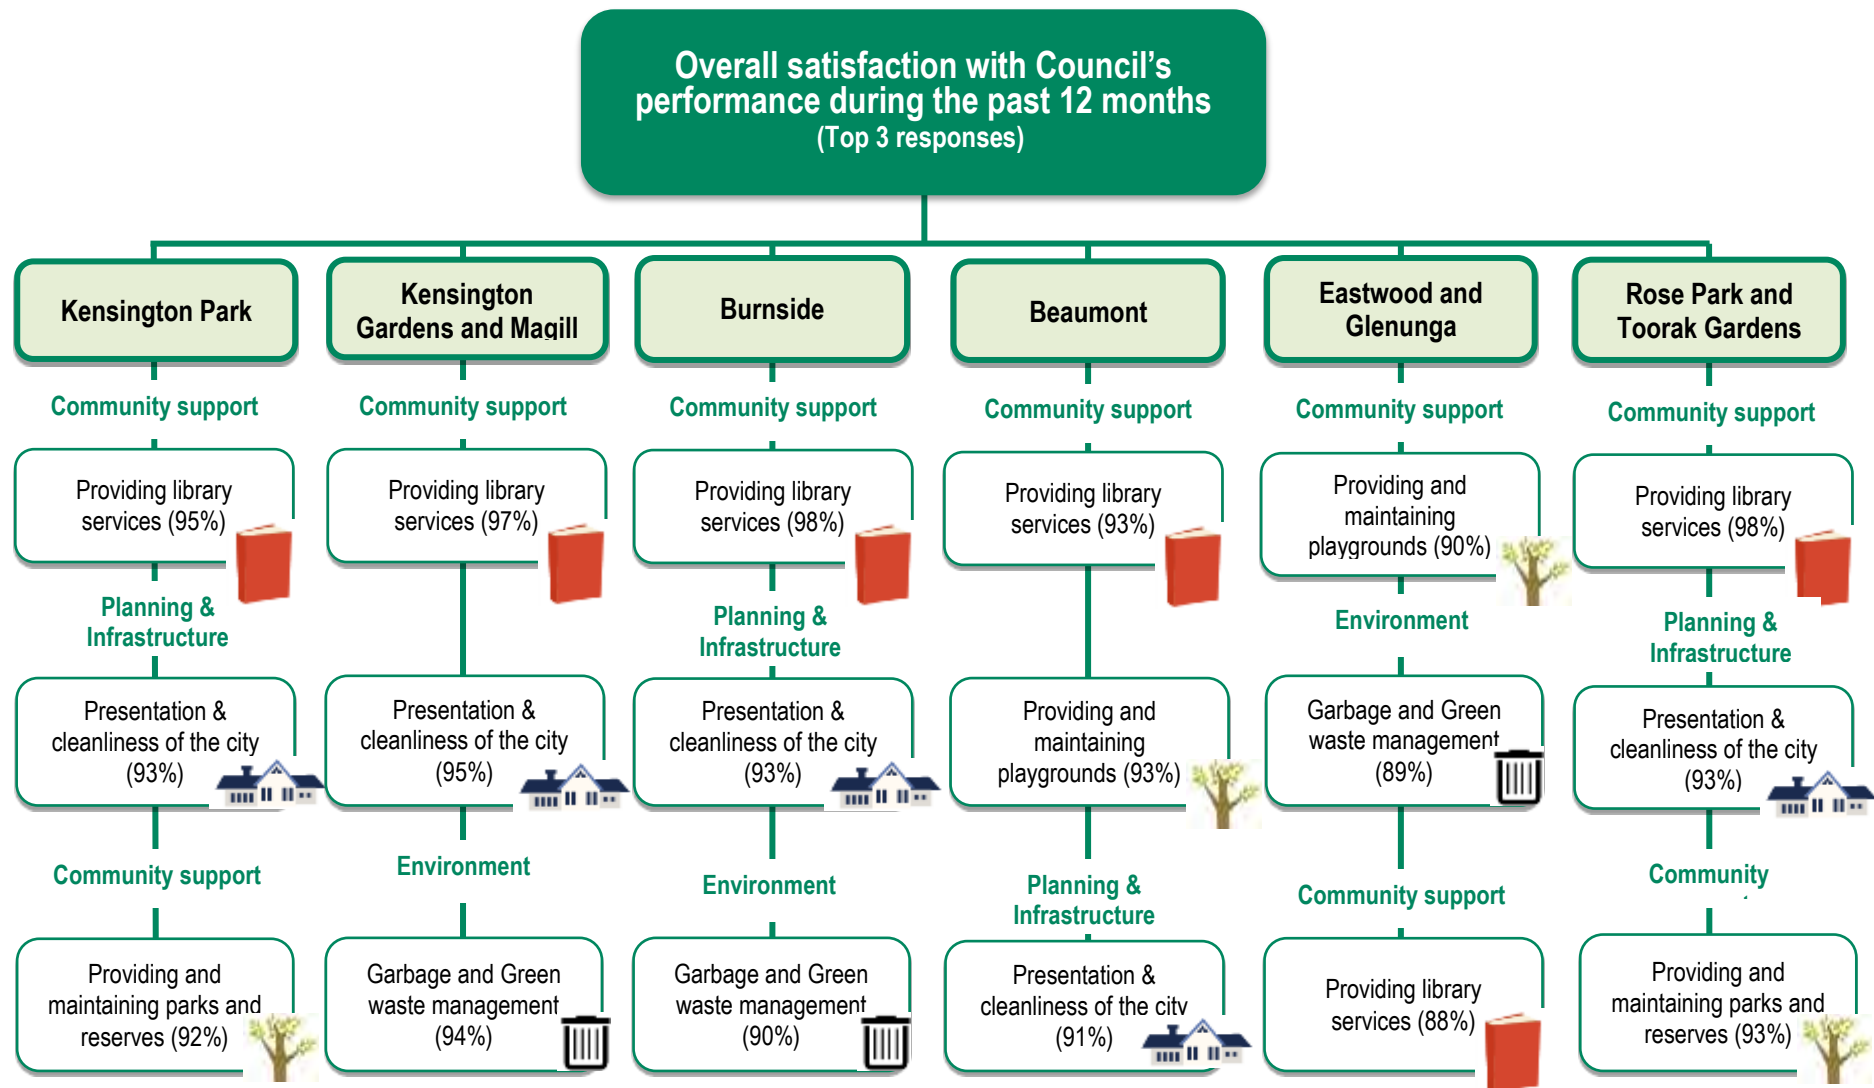 Overall satisfaction with Council's
performance during the past 12 months
(Top 3 responses)
Kensington Park
Community support
Providing library
services (95%)
Planning &
Infrastructure
Presentation &
cleanliness of the city
(93%)
Community support
Providing and
maintaining parks and
reserves (92%)
Kensington
Gardens and Magill
Community support
Providing library
services (97%)
Presentation &
cleanliness of the city
(95%)
Environment
Garbage and Green
waste management
(94%)
Burnside
Community support
Providing library
services (98%)
Planning &
Infrastructure
Presentation &
cleanliness of the city
(93%)
Environment
Garbage and Green
waste management
(90%)
Beaumont
Community support
Providing library
services (93%)
Providing and
maintaining
playgrounds (93%)
Planning &
Infrastructure
Presentation &
cleanliness of the city
(91%)
Eastwood and
Glenunga
Community support
Providing and
maintaining
playgrounds (90%)
Environment
Garbage and Green
waste management
(89%)
Community support
Providing library
services (88%)
Rose Park and
Toorak Gardens
Community support
Providing library
services (98%)
Planning &
Infrastructure
Presentation &
cleanliness of the city
(93%)
Community
Providing and
maintaining parks and
reserves (93%)